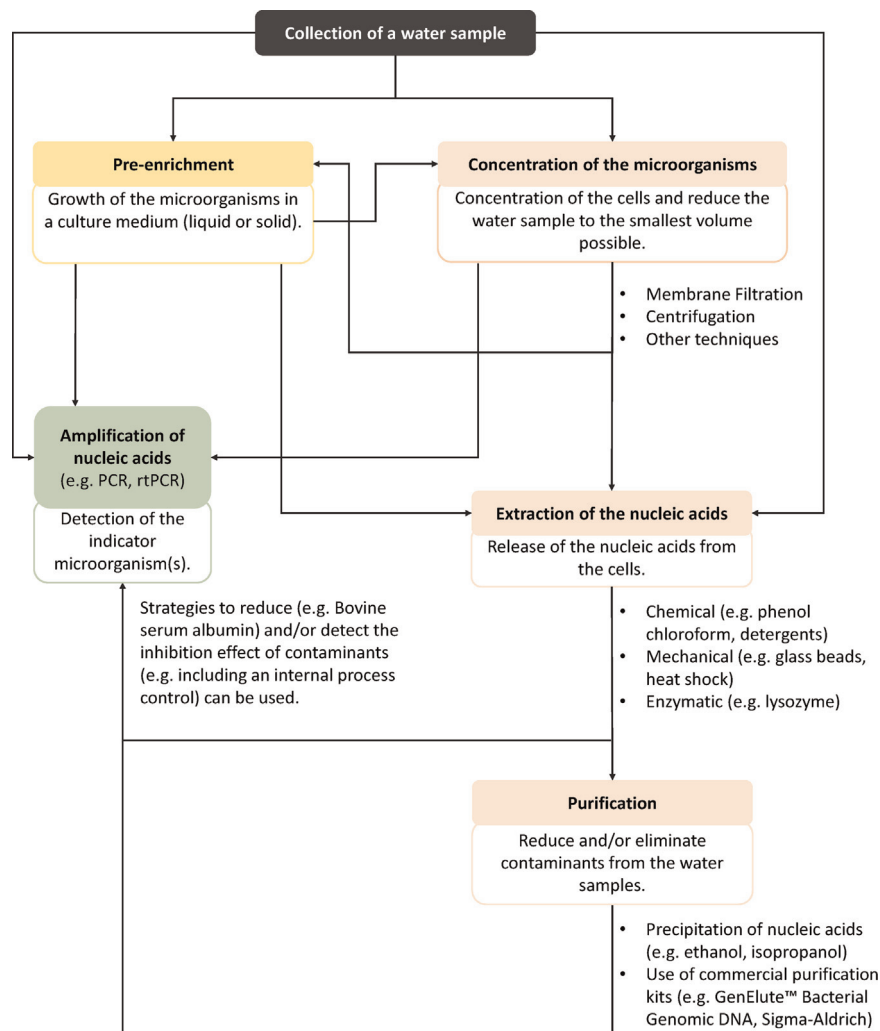 Collection of a water sample
Pre-enrichment
Growth of the microorganisms in
a culture medium (liquid or solid).
Concentration of the microorganisms
Concentration of the cells and reduce the
water sample to the smallest volume
possible.
• Membrane Filtration
• Centrifugation
• Other techniques
Amplification of
nucleic acids
(e.g. PCR, rtPCR)
Detection of the
indicator
microorganism(s).
Extraction of the nucleic acids
Release of the nucleic acids from
the cells.
Strategies to reduce (e.g. Bovine
serum albumin) and/or detect the
inhibition effect of contaminants
(e.g. including an internal process
control) can be used.
• Chemical (e.g. phenol
chloroform, detergents)
• Mechanical (e.g. glass beads,
heat shock)
• Enzymatic (e.g. lysozyme)
Purification
Reduce and/or eliminate
contaminants from the water
samples.
• Precipitation of nucleic acids
(e.g. ethanol, isopropanol)
• Use of commercial purification
kits (e.g. GenElute™ Bacterial
Genomic DNA, Sigma-Aldrich)